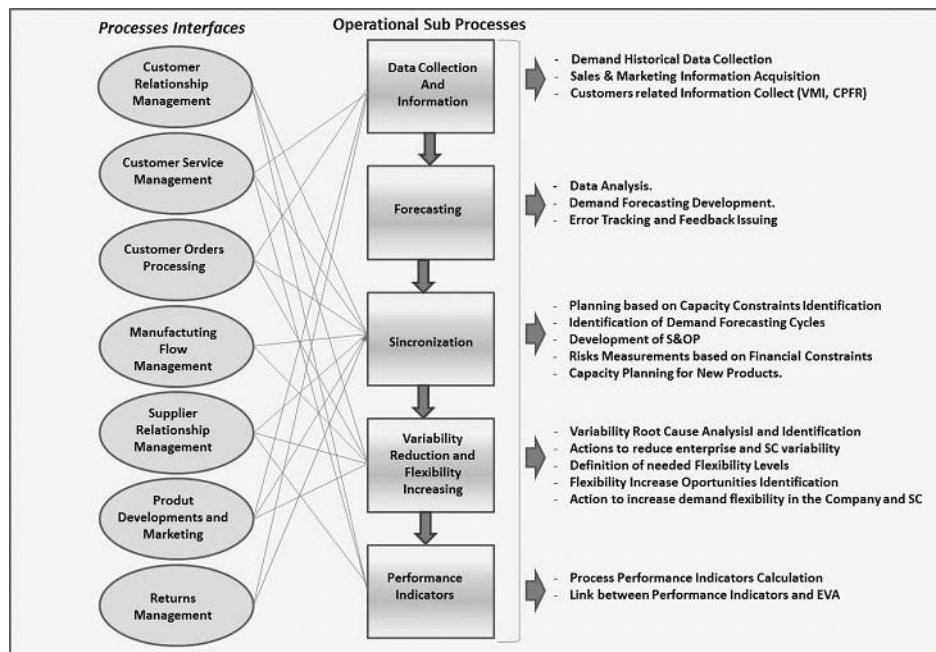 Processes Interfaces
Operational Sub Processes
Customer
Relationship
Management
Customer Service
Management
Customer Orders
Processing
Manufactuting
Flow
Management
Supplier
Relationship
Management
Produt
Developments and
Marketing
Returns
Management
Data Collection
And
Information
- Demand Historical Data Collection
- Sales & Marketing Information Acquisition
- Customers related Information Collect (VMI, CPFR)
Forecasting
- Data Analysis.
- Demand Forecasting Development.
- Error Tracking and Feedback Issuing
Sincronization
- Planning based on Capacity Constraints Identification
- Identification of Demand Forecasting Cycles
- Development of S&OP
- Risks Measurements based on Financial Constraints
- Capacity Planning for New Products.
Variability
Reduction and
Flexibility
Increasing
- Variability Root Cause AnalysisI and Identification
- Actions to reduce enterprise and SC variability
- Definition of needed Flexibility Levels
- Flexibility Increase Oportunities Identification
- Action to increase demand flexibility in the Company and SC
Performance
Indicators
- Process Performance Indicators Calculation
- Link between Performance Indicators and EVA